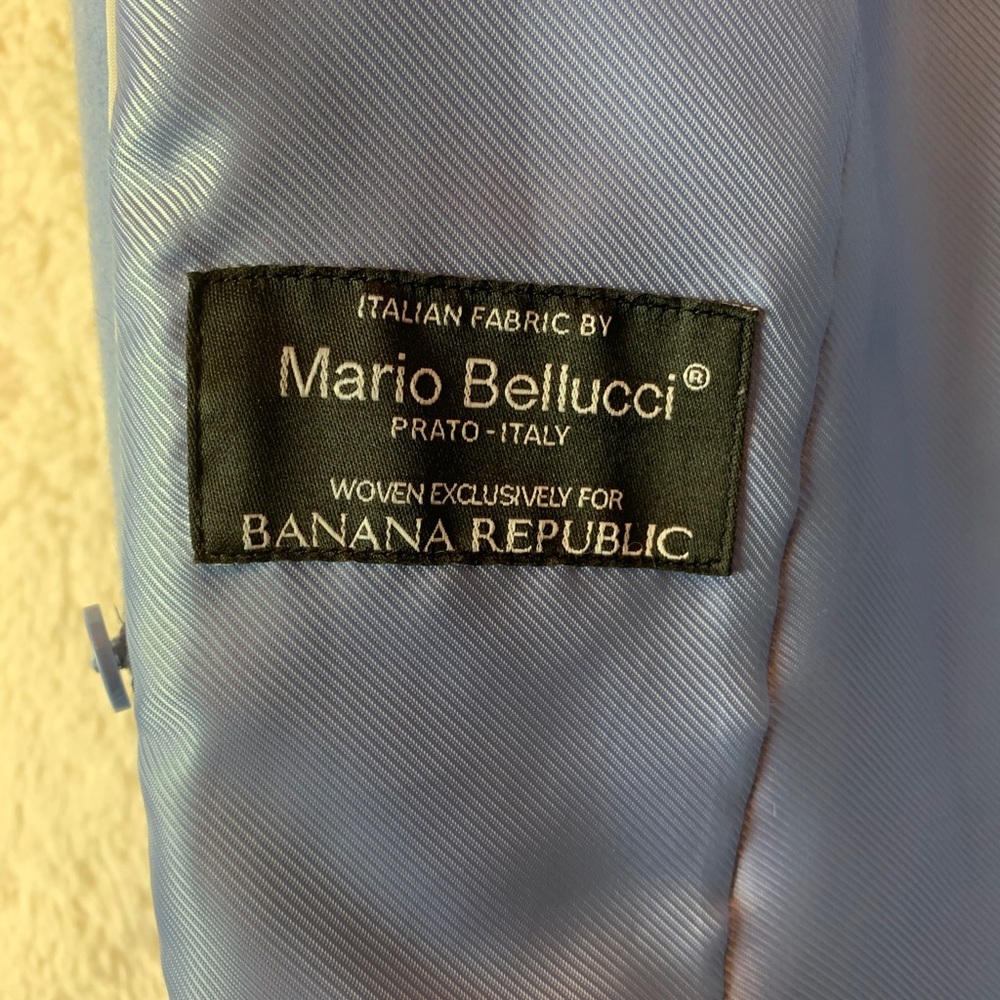 ITALIAN FABRIC BY
Mario Bellucci®
PRATO-ITALY
WOVEN EXCLUSIVELY FOR
BANANA REPUBLIC